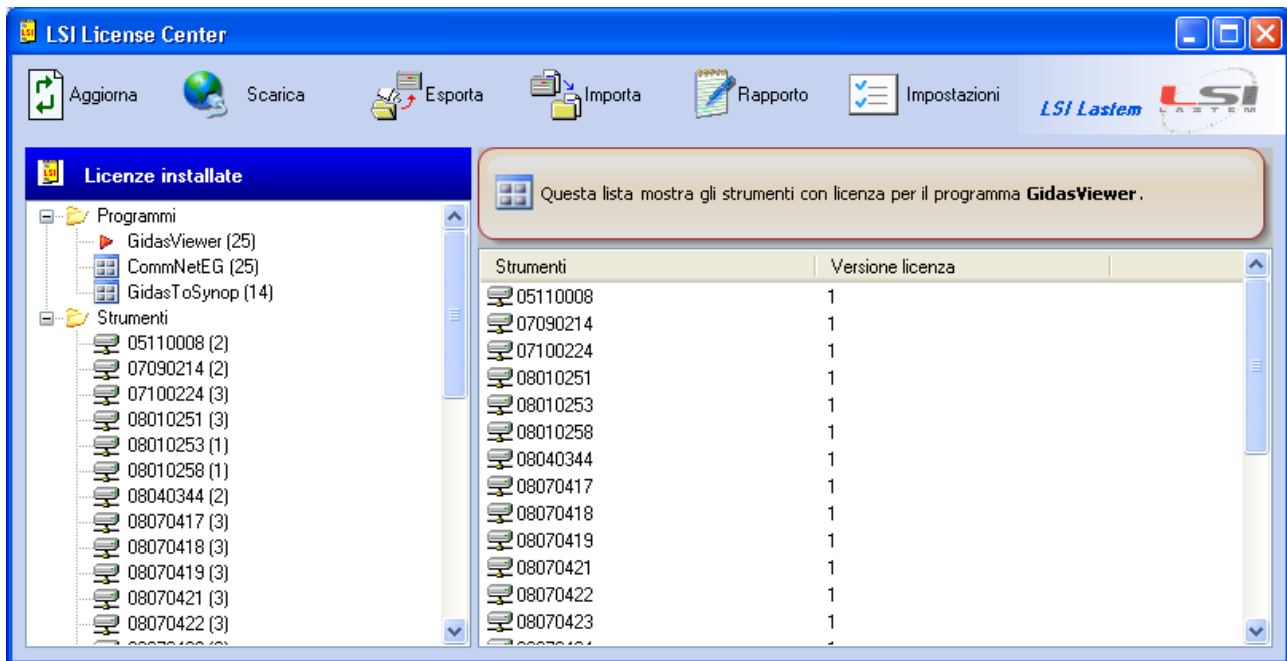 LSI License Center
Aggiorna Scarica Esporta Importa Rapporto Impostazioni LSI Lastem LSI LASTEM
Licenze installate
Programmi
GidasViewer (25)
CommNetEG (25)
GidasToSynop (14)
Strumenti
05110008 (2)
07090214 (2)
07100224 (3)
08010251 (3)
08010253 (1)
08010258 (1)
08040344 (2)
08070417 (3)
08070418 (3)
08070419 (3)
08070421 (3)
08070422 (3)
Questa lista mostra gli strumenti con licenza per il programma GidasViewer.
Strumenti Versione licenza
05110008 1
07090214 1
07100224 1
08010251 1
08010253 1
08010258 1
08040344 1
08070417 1
08070418 1
08070419 1
08070421 1
08070422 1
08070423 1